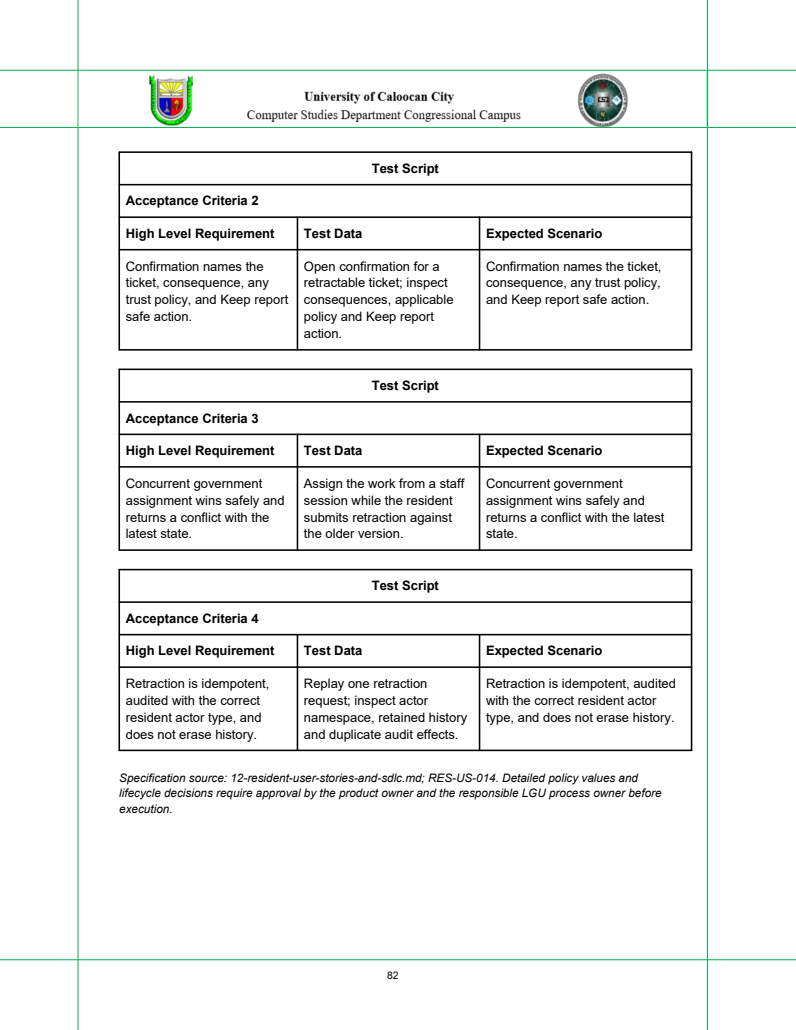 University of Caloocan City
Computer Studies Department Congressional Campus
Test Script
Acceptance Criteria 2
High Level Requirement
Test Data
Expected Scenario
Confirmation names the
ticket, consequence, any
trust policy, and Keep report
safe action.
Open confirmation for a
retractable ticket; inspect
consequences, applicable
policy and Keep report
action.
Confirmation names the ticket,
consequence, any trust policy,
and Keep report safe action.
Test Script
Acceptance Criteria 3
High Level Requirement
Test Data
Expected Scenario
Concurrent government
assignment wins safely and
returns a conflict with the
latest state.
Assign the work from a staff
session while the resident
submits retraction against
the older version.
Concurrent government
assignment wins safely and
returns a conflict with the latest
state.
Test Script
Acceptance Criteria 4
High Level Requirement
Test Data
Expected Scenario
Retraction is idempotent,
audited with the correct
resident actor type, and
does not erase history.
Replay one retraction
request; inspect actor
namespace, retained history
and duplicate audit effects.
Retraction is idempotent, audited
with the correct resident actor
type, and does not erase history.
Specification source: 12-resident-user-stories-and-sdlc.md; RES-US-014. Detailed policy values and
lifecycle decisions require approval by the product owner and the responsible LGU process owner before
execution.
82